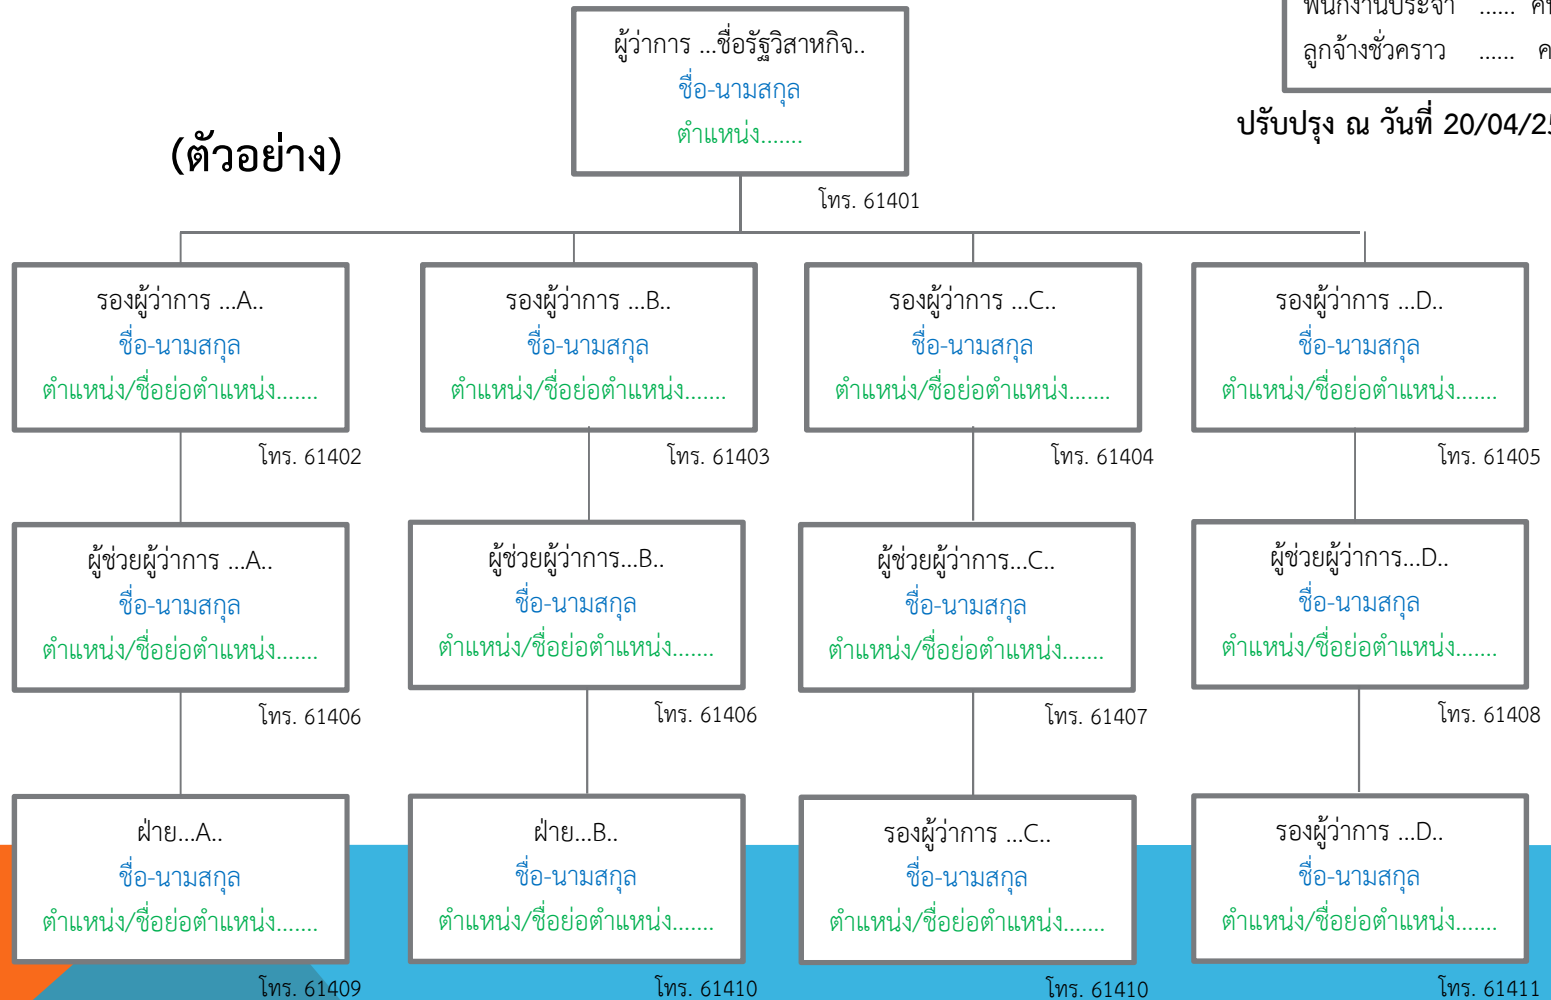 ผู้ว่าการ ...ชื่อรัฐวิสาหกิจ..
ชื่อ-นามสกุล
ตำแหน่ง.......
โทร. 61401
พนักงานประจำ ......
ลูกจ้างชั่วคราว ......
ปรับปรุง ณ วันที่ 20/04/25
(ตัวอย่าง)
รองผู้ว่าการ ...A..
ชื่อ-นามสกุล
ตำแหน่ง/ชื่อย่อตำแหน่ง.......
โทร. 61402
รองผู้ว่าการ ...B..
ชื่อ-นามสกุล
ตำแหน่ง/ชื่อย่อตำแหน่ง.......
โทร. 61403
รองผู้ว่าการ ...C..
ชื่อ-นามสกุล
ตำแหน่ง/ชื่อย่อตำแหน่ง.......
โทร. 61404
รองผู้ว่าการ ...D..
ชื่อ-นามสกุล
ตำแหน่ง/ชื่อย่อตำแหน่ง.......
โทร. 61405
ผู้ช่วยผู้ว่าการ ...A..
ชื่อ-นามสกุล
ตำแหน่ง/ชื่อย่อตำแหน่ง.......
โทร. 61406
ผู้ช่วยผู้ว่าการ...B..
ชื่อ-นามสกุล
ตำแหน่ง/ชื่อย่อตำแหน่ง.......
โทร. 61406
ผู้ช่วยผู้ว่าการ...C..
ชื่อ-นามสกุล
ตำแหน่ง/ชื่อย่อตำแหน่ง.......
โทร. 61407
ผู้ช่วยผู้ว่าการ...D..
ชื่อ-นามสกุล
ตำแหน่ง/ชื่อย่อตำแหน่ง.......
โทร. 61408
ฝ่าย...A..
ชื่อ-นามสกุล
ตำแหน่ง/ชื่อย่อตำแหน่ง.......
โทร. 61409
ฝ่าย...B..
ชื่อ-นามสกุล
ตำแหน่ง/ชื่อย่อตำแหน่ง.......
โทร. 61410
รองผู้ว่าการ ...C..
ชื่อ-นามสกุล
ตำแหน่ง/ชื่อย่อตำแหน่ง.......
โทร. 61410
รองผู้ว่าการ ...D..
ชื่อ-นามสกุล
ตำแหน่ง/ชื่อย่อตำแหน่ง.......
โทร. 61411